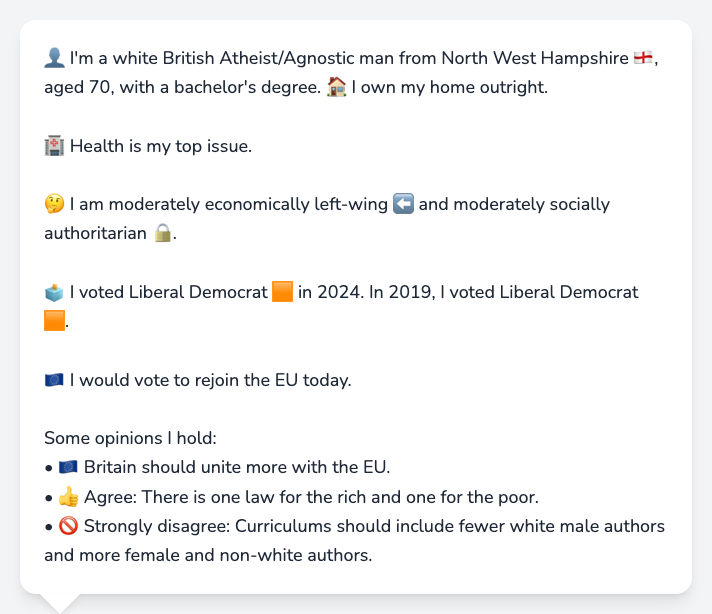 👤 I'm a white British Atheist/Agnostic man from North West Hampshire 🏴󠁧󠁢󠁥󠁮󠁧󠁿,
aged 70, with a bachelor's degree. 🏠 I own my home outright.
🏥 Health is my top issue.
🤔 I am moderately economically left-wing ⬅️ and moderately socially
authoritarian 🔒.
🗳️ I voted Liberal Democrat 🟧 in 2024. In 2019, I voted Liberal Democrat
🟧.
🇪🇺 I would vote to rejoin the EU today.
Some opinions I hold:
• 🇪🇺 Britain should unite more with the EU.
• 👍 Agree: There is one law for the rich and one for the poor.
• 🚫 Strongly disagree: Curriculums should include fewer white male authors
and more female and non-white authors.